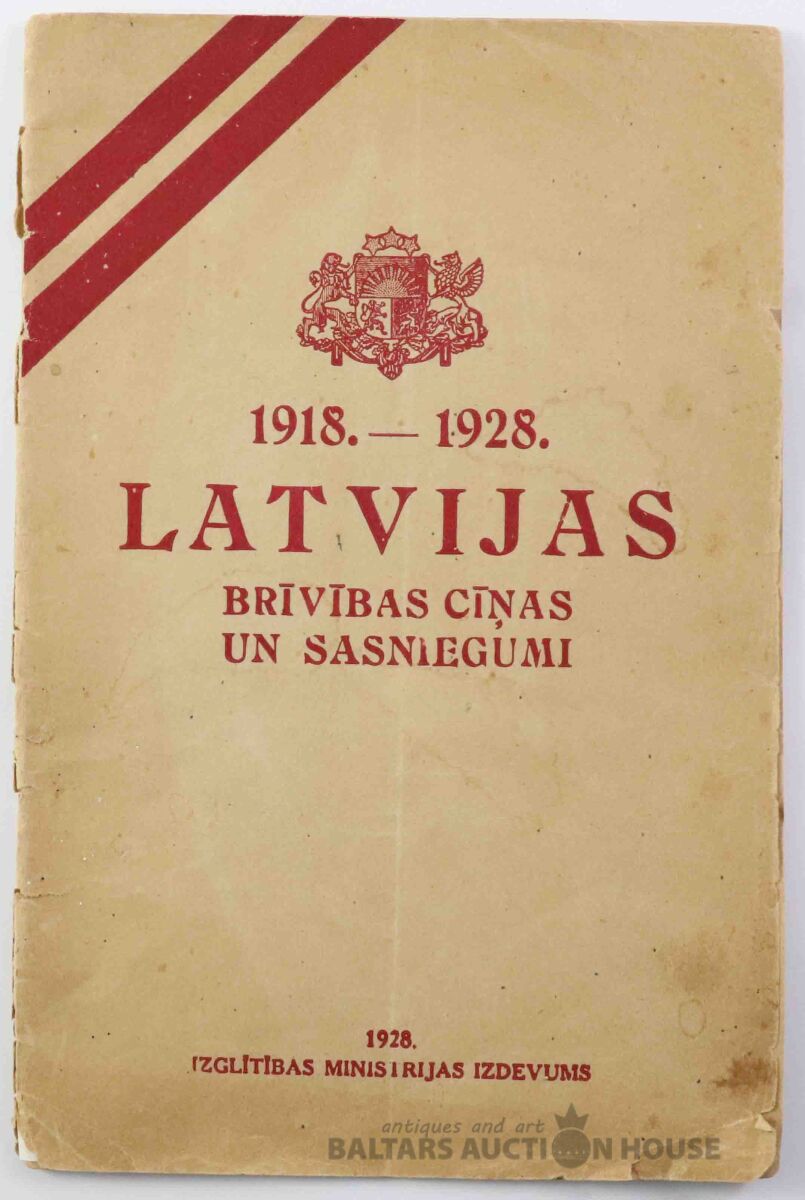 1918. — 1928.
LATVIJAS
BRĪVĪBAS CĪŅAS
UN SASNIEGUMI
1928.
IZGLĪTĪBAS MINISTRIJAS IZDEVUMS
antiques and art
BALTARS AUCTION HOUSE